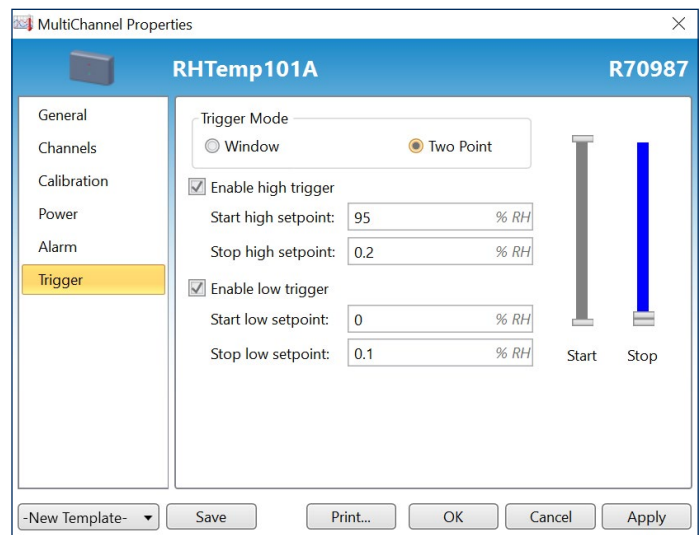 MultiChannel Properties
RHTemp101A R70987
General
Channels
Calibration
Power
Alarm
Trigger
Trigger Mode
Window Two Point
Enable high trigger
Start high setpoint: 95 % RH
Stop high setpoint: 0.2 % RH
Enable low trigger
Start low setpoint: 0 % RH
Stop low setpoint: 0.1 % RH
Start Stop
-New Template- Save Print... OK Cancel Apply